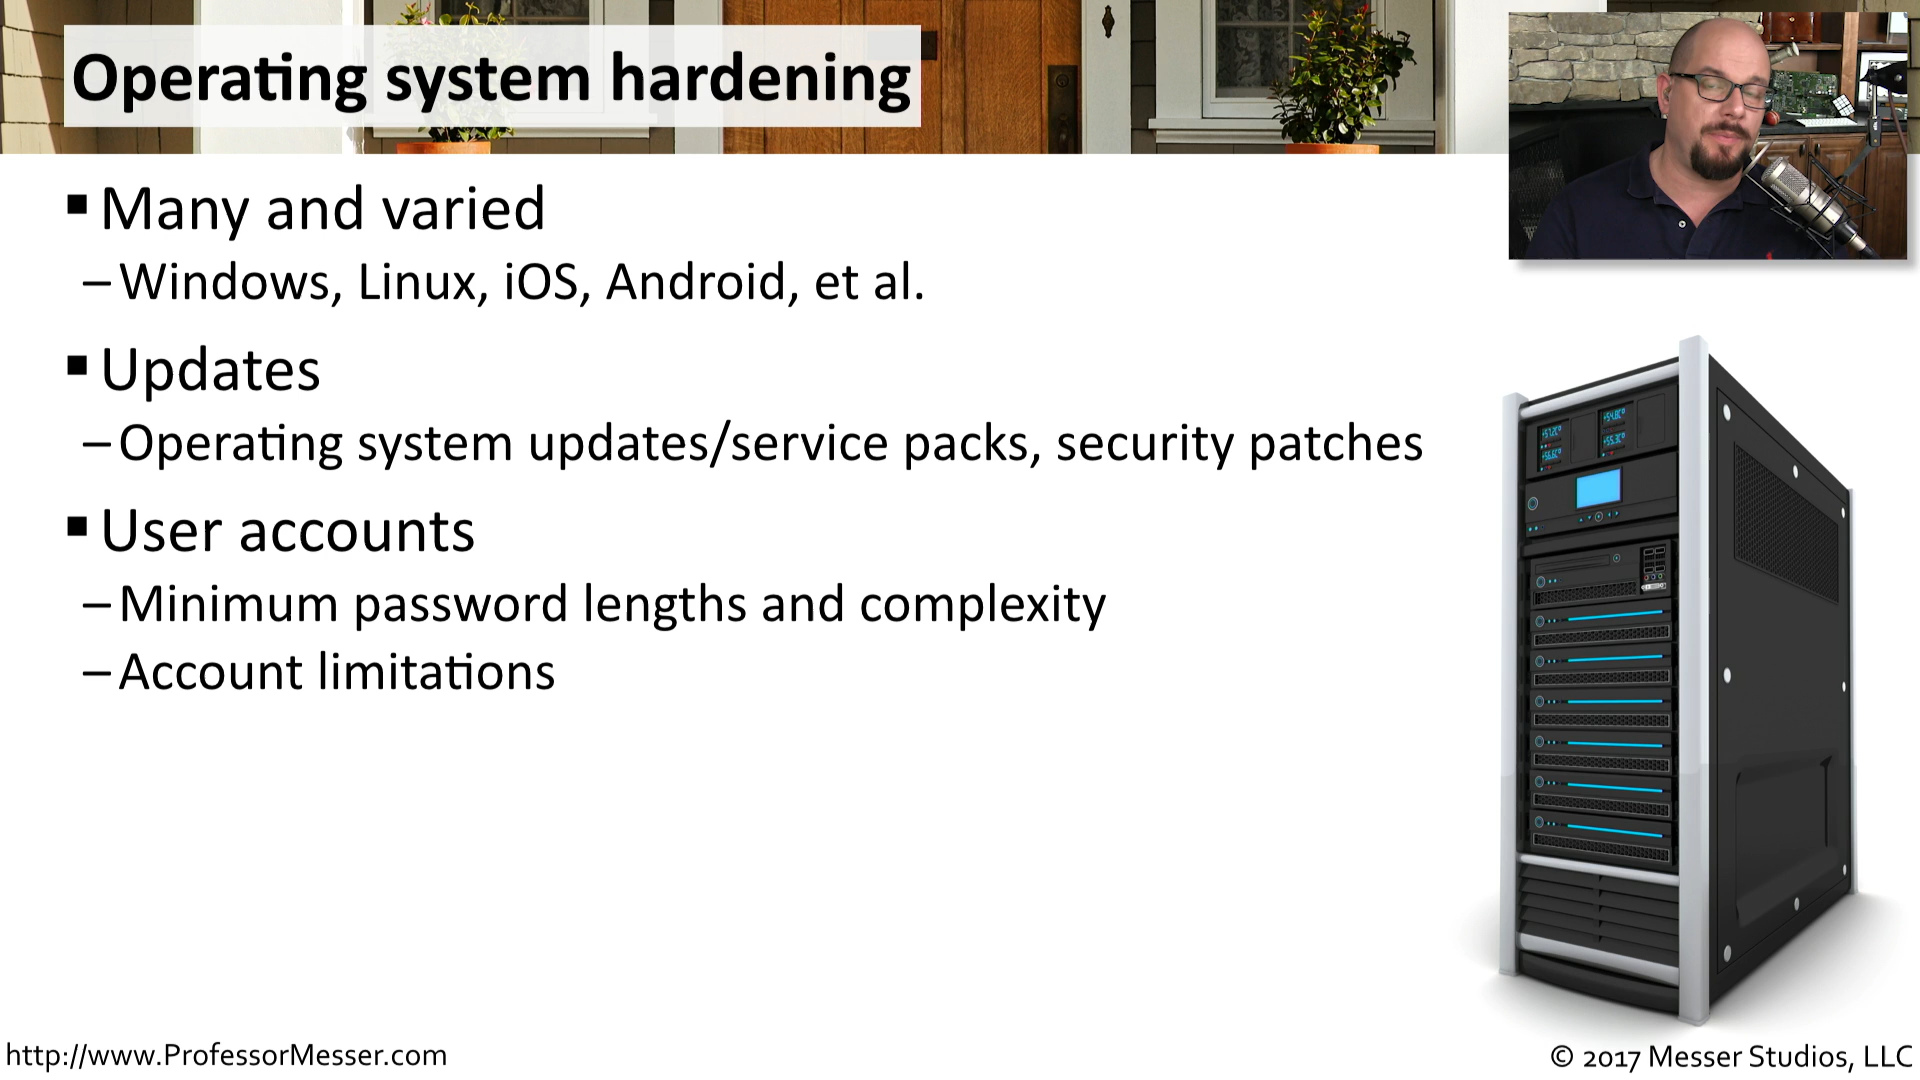 Operating system hardening
▪ Many and varied
– Windows, Linux, iOS, Android, et al.
▪ Updates
– Operating system updates/service packs, security patches
▪ User accounts
– Minimum password lengths and complexity
– Account limitations
http://www.ProfessorMesser.com
© 2017 Messer Studios, LLC